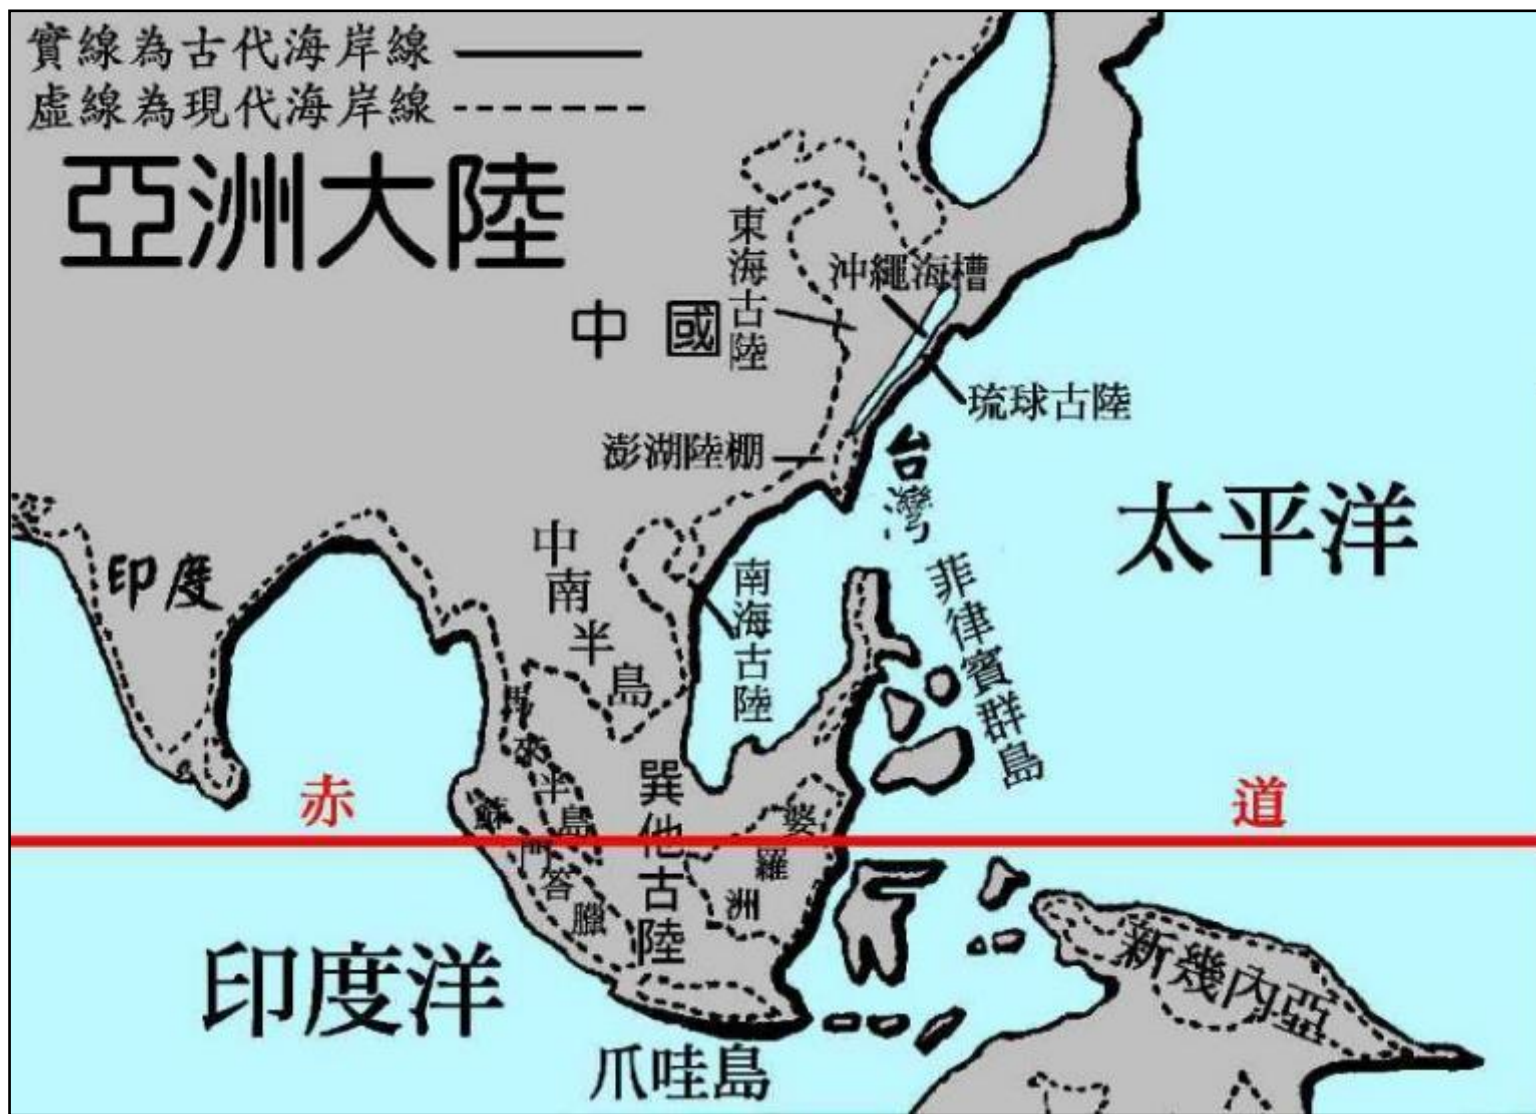 實線為古代海岸線
虛線為現代海岸線
亞洲大陸
中國
東海古陸
沖繩海槽
琉球古陸
澎湖陸棚
台灣
太平洋
印度
中南半島
南海古陸
菲律賓群島
馬來半島
赤道
巽他古陸
婆羅洲
蘇門答臘
印度洋
新幾內亞
爪哇島